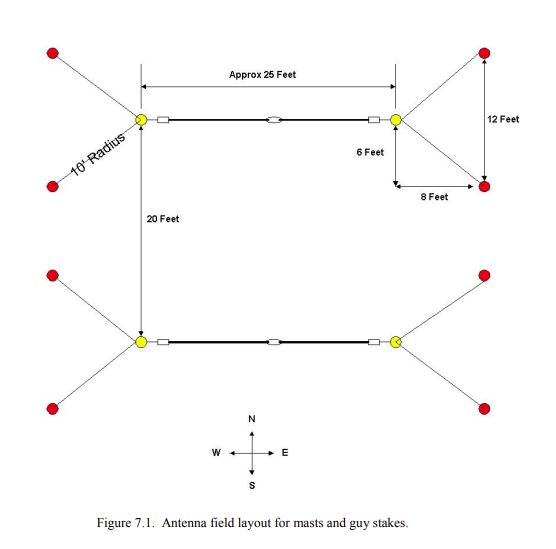 Approx 25 Feet
12 Feet
10' Radius
6 Feet
8 Feet
20 Feet
N
W E
S
Figure 7.1. Antenna field layout for masts and guy stakes.